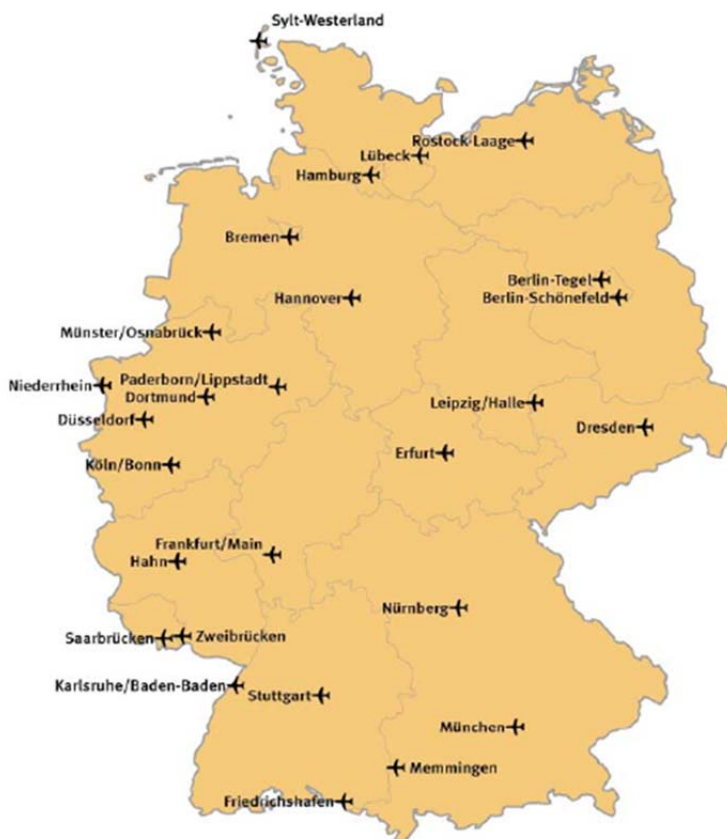 Sylt-Westerland
Rostock-Laage
Lübeck
Hamburg
Bremen
Berlin-Tegel
Hannover
Berlin-Schönefeld
Münster/Osnabrück
Niederrhein
Paderborn/Lippstadt
Dortmund
Leipzig/Halle
Düsseldorf
Dresden
Erfurt
Köln/Bonn
Frankfurt/Main
Hahn
Nürnberg
Saarbrücken
Zweibrücken
Karlsruhe/Baden-Baden
Stuttgart
München
Memmingen
Friedrichshafen